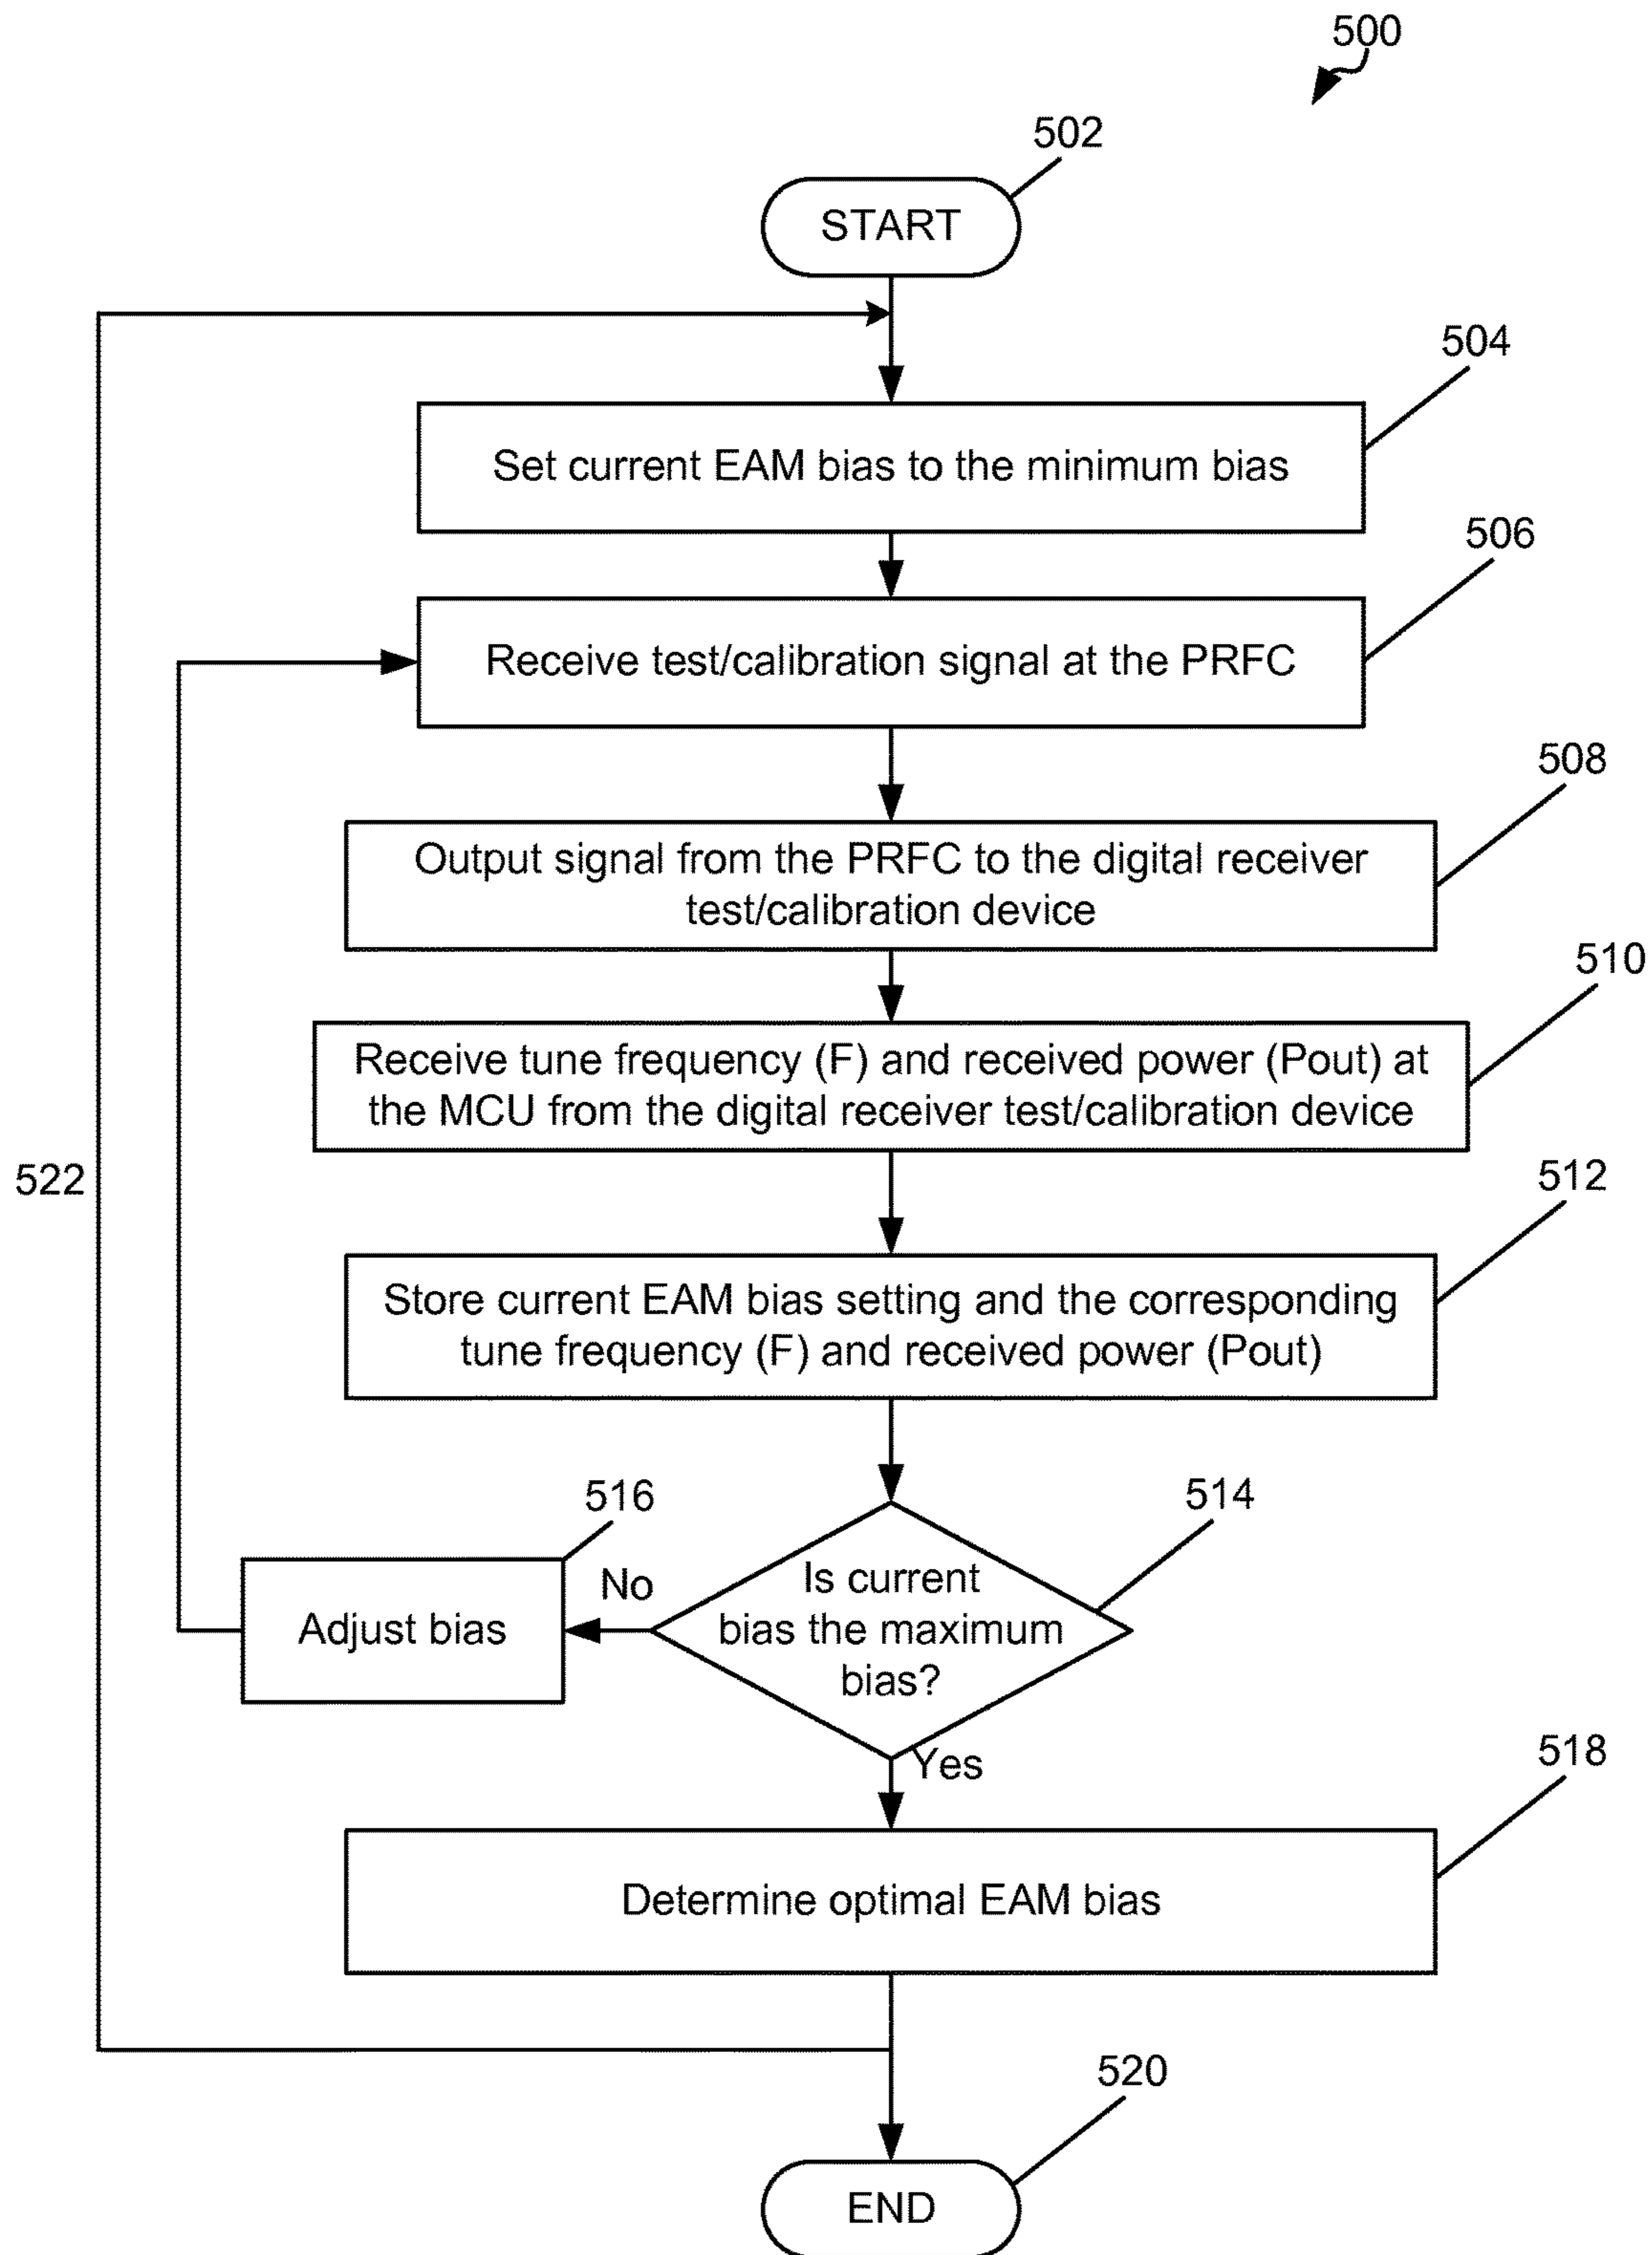 500
502
START
504
Set current EAM bias to the minimum bias
506
Receive test/calibration signal at the PRFC
508
Output signal from the PRFC to the digital receiver
test/calibration device
510
Receive tune frequency (F) and received power (Pout) at
the MCU from the digital receiver test/calibration device
522
512
Store current EAM bias setting and the corresponding
tune frequency (F) and received power (Pout)
516
514
No
Is current
bias the maximum
bias?
Adjust bias
Yes
518
Determine optimal EAM bias
520
END